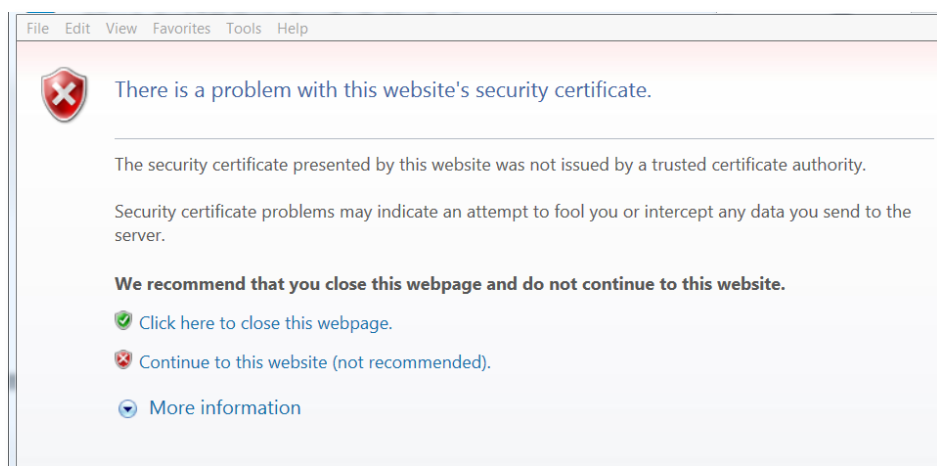 File Edit View Favorites Tools Help
There is a problem with this website's security certificate.
The security certificate presented by this website was not issued by a trusted certificate authority.
Security certificate problems may indicate an attempt to fool you or intercept any data you send to the
server.
We recommend that you close this webpage and do not continue to this website.
Click here to close this webpage.
Continue to this website (not recommended).
More information